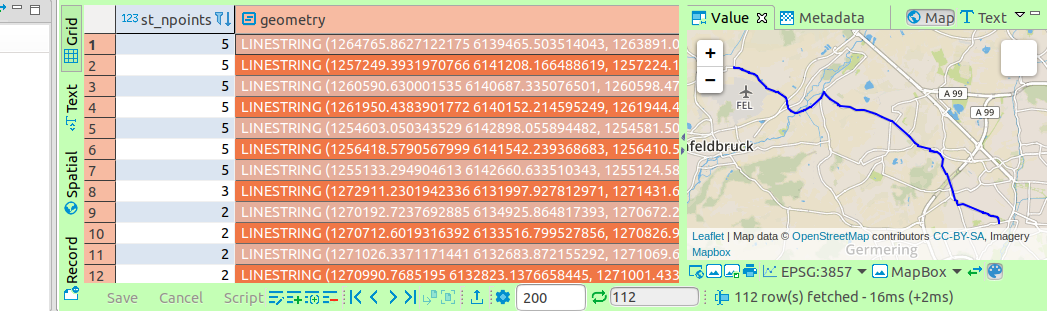 Grid
Text
Spatial
Record
123 st_npoints geometry
1 5 LINESTRING (1264765.8627122175 6139465.503514043, 1263891.0
2 5 LINESTRING (1257249.3931970766 6141208.166488619, 1257224.1
3 5 LINESTRING (1260590.630001535 6140687.335076501, 1260598.47
4 5 LINESTRING (1261950.4383901772 6140152.214595249, 1261944.4
5 5 LINESTRING (1254603.050343529 6142898.055894482, 1254581.50
6 5 LINESTRING (1256418.5790567999 6141542.239368683, 1256410.5
7 5 LINESTRING (1255133.294904613 6142660.633510343, 1255124.58
8 3 LINESTRING (1272911.2301942336 6131997.927812971, 1271431.6
9 2 LINESTRING (1270192.7237692885 6134925.864817393, 1270672.2
10 2 LINESTRING (1270712.6019316392 6133516.799527856, 1270826.9
11 2 LINESTRING (1271026.3371171441 6132683.872155292, 1271069.6
12 2 LINESTRING (1270990.7685195 6132823.1376658445, 1271001.433
Value Metadata Map Text
+
−
FEL
A 99
A 99
nfeldbruck
Leaflet | Map data © OpenStreetMap contributors CC-BY-SA, Imagery
Mapbox
Germering
EPSG:3857 MapBox
Save Cancel Script 200 112 112 row(s) fetched - 16ms (+2ms)